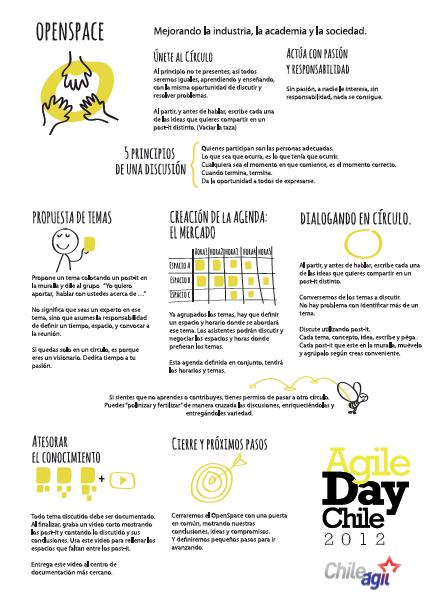 OPENSPACE
Mejorando la industria, la academia y la sociedad.
ÚNETE AL CÍRCULO
Al principio no te presentes, así todos
seremos iguales, aprendiendo y enseñando,
con la misma oportunidad de discutir y
resolver problemas.
Al partir, y antes de hablar, escribe cada una
de las ideas que quieres compartir en un
post-it distinto. (Vaciar la taza)
ACTÚA CON PASIÓN
Y RESPONSABILIDAD
Sin pasión, a nadie le interesa, sin
responsabilidad, nada se consigue.
5 PRINCIPIOS
DE UNA DISCUSIÓN
Quienes participan son las personas adecuadas.
Lo que sea que ocurra, es lo que tenía que ocurrir.
Cualquiera sea el momento en que comience, es el momento correcto.
Cuando termina, termina.
Da la oportunidad a todos de expresarse.
PROPUESTA DE TEMAS
Propone un tema colocando un post-it en
la muralla y dile al grupo "Yo quiero
aportar, hablar con ustedes acerca de ..."
No significa que seas un experto en ese
tema, sino que asumes la responsabilidad
de definir un tiempo, espacio, y convocar a
la reunión.
Si quedas solo en un círculo, es porque
eres un visionario. Dedica tiempo a tu
pasión.
CREACIÓN DE LA AGENDA:
EL MERCADO
HORA1 HORA2 HORA3 HORA4 HORA5
ESPACIO A
ESPACIO B
ESPACIO C
Ya agrupados los temas, hay que definir
un espacio y horario donde se abordará
ese tema. Los asistentes podrán discutir y
negociar los espacios y horas donde
prefieran los temas.
Esta agenda definida en conjunto, tendrá
los horarios y temas.
DIALOGANDO EN CÍRCULO.
Al partir, y antes de hablar, escribe cada una
de las ideas que quieres compartir en un
post-it distinto.
Conversemos de los temas a discutir.
No hay problema con identificar más de un
tema.
Discute utilizando post-it.
Cada tema, concepto, idea, escribe y péga.
Cada post-it que este en la muralla, muévelo
y agrúpalo según creas conveniente.
Si sientes que no aprendes o contribuyes, tienes permiso de pasar a otro círculo.
Puedes "polinizar y fertilizar" de manera cruzada las discusiones, enriqueciéndolas y
entregándoles variedad.
ATESORAR
EL CONOCIMIENTO
+
Todo tema discutido debe ser documentado.
Al finalizar, graba un video corto mostrando
los post-it y contando lo discutido y sus
conclusiones. Usa este video para rellenar los
espacios que faltan entre los post-it.
Entrega este video al centro de
documentación más cercano.
CIERRE Y PRÓXIMOS PASOS
Cerraremos el OpenSpace con una puesta
en común, mostrando nuestras
conclusiones, ideas y compromisos.
Y definiremos pequeños pasos para ir
avanzando.
Agile
Day
Chile
2012
Chile
agil